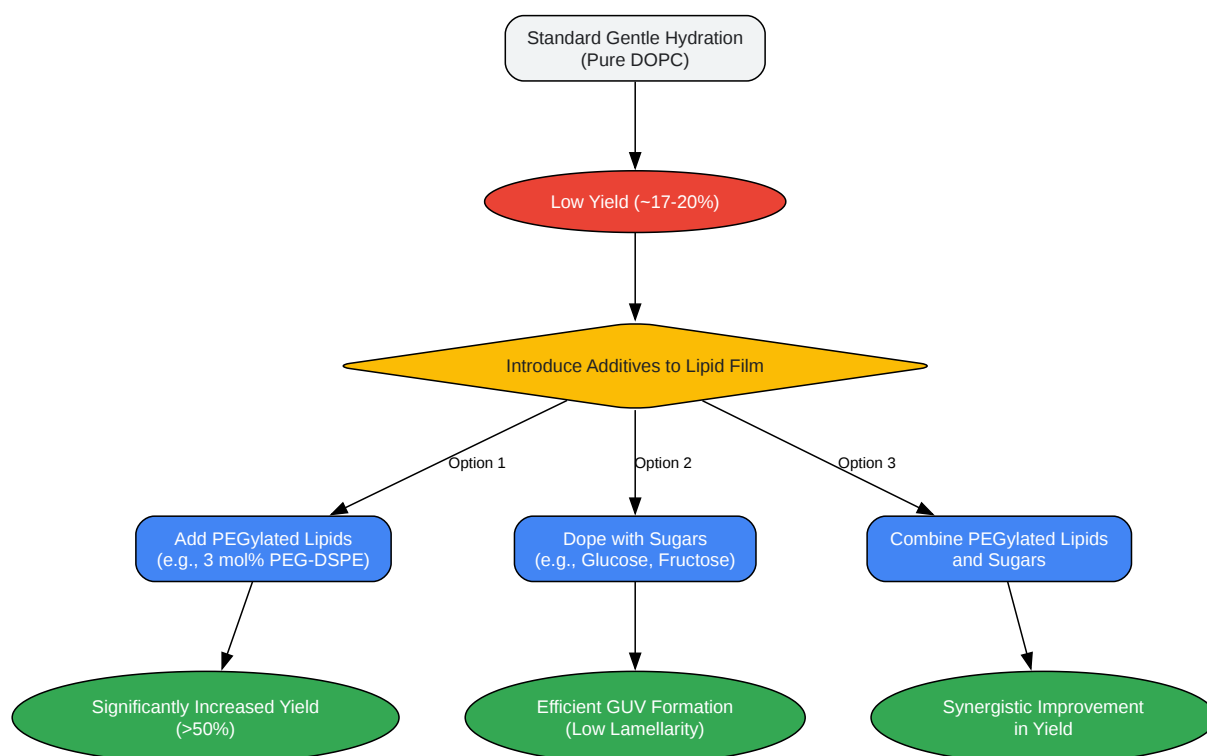 Standard Gentle Hydration
(Pure DOPC)
Low Yield (~17-20%)
Introduce Additives to Lipid Film
Option 1
Option 2
Option 3
Add PEGylated Lipids
(e.g., 3 mol% PEG-DSPE)
Dope with Sugars
(e.g., Glucose, Fructose)
Combine PEGylated Lipids
and Sugars
Significantly Increased Yield
(>50%)
Efficient GUV Formation
(Low Lamellarity)
Synergistic Improvement
in Yield